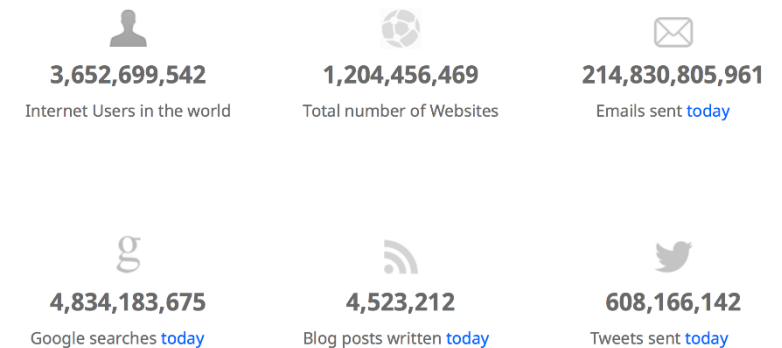 3,652,699,542
1,204,456,469
214,830,805,961
Internet Users in the world
Total number of Websites
Emails sent today
g
4,834,183,675
4,523,212
608,166,142
Google searches today
Blog posts written today
Tweets sent today